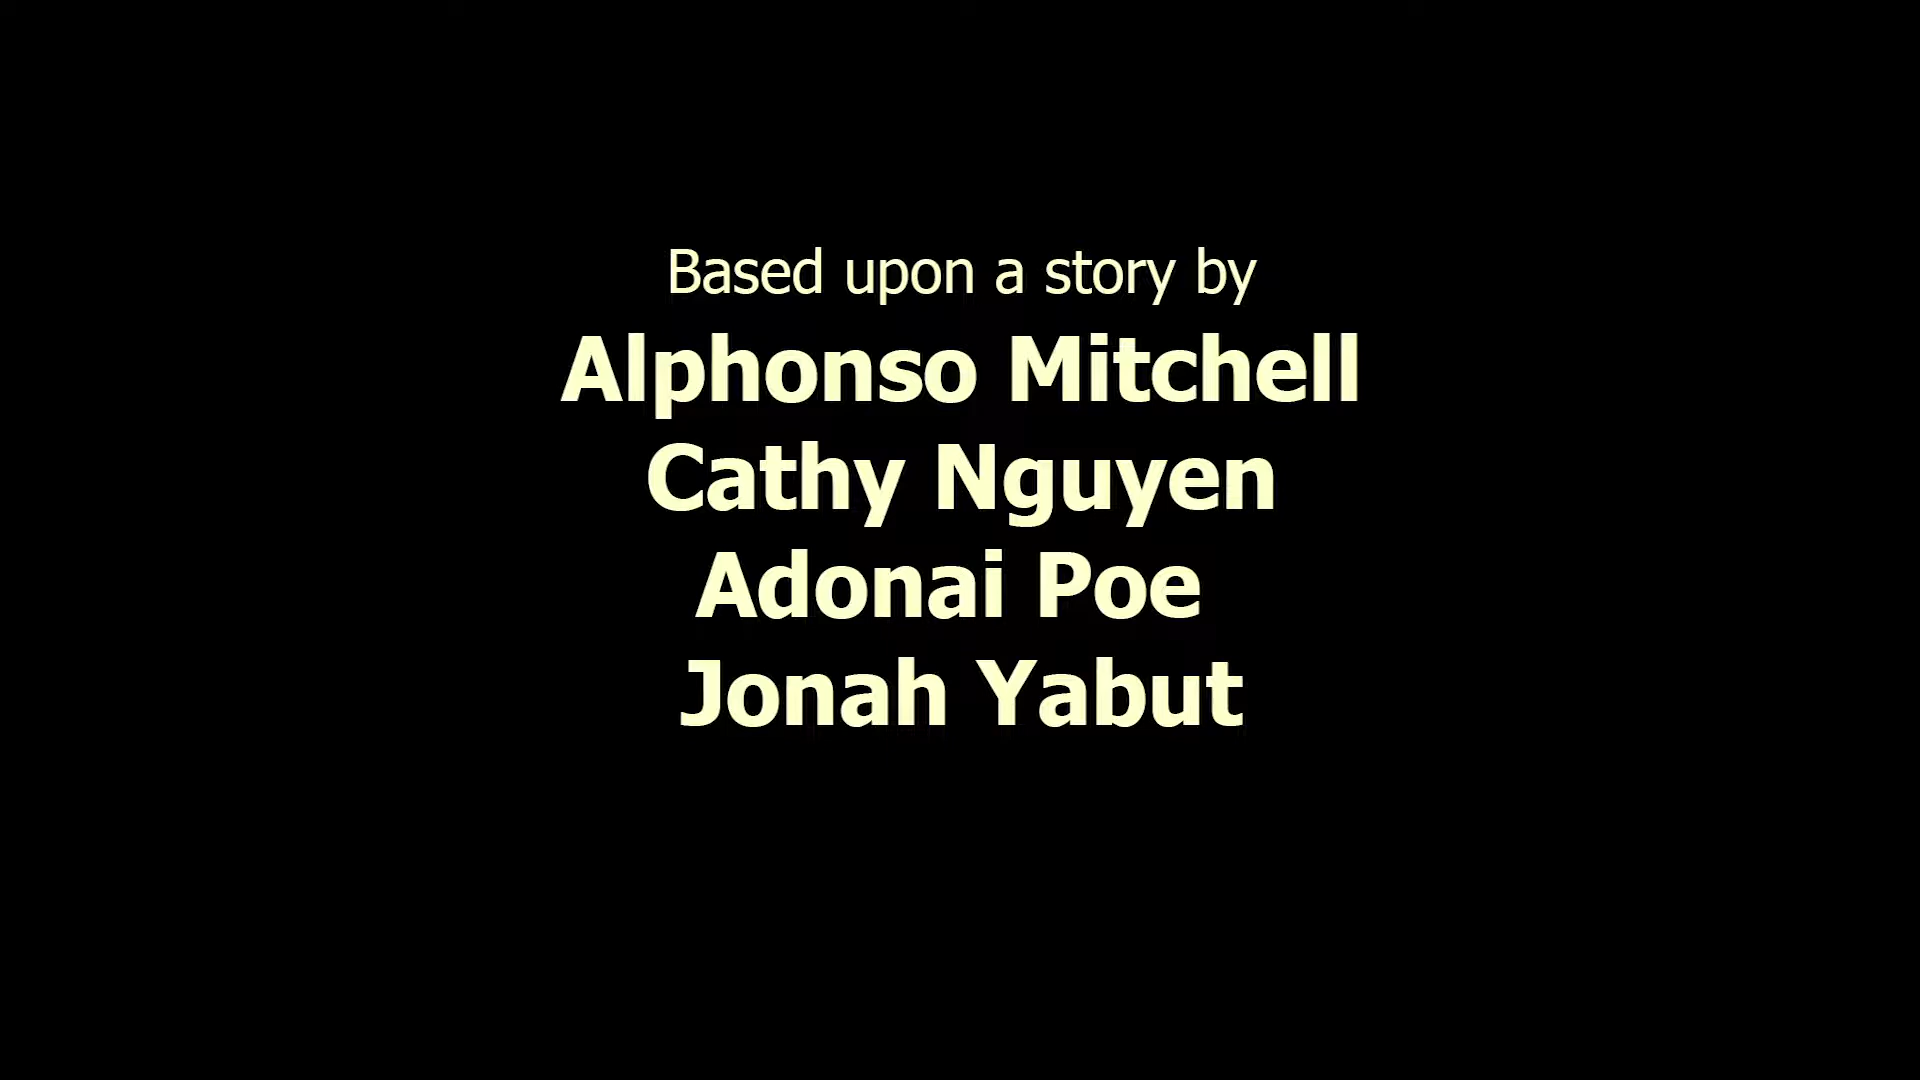 Based upon a story by
Alphonso Mitchell
Cathy Nguyen
Adonai Poe
Jonah Yabut